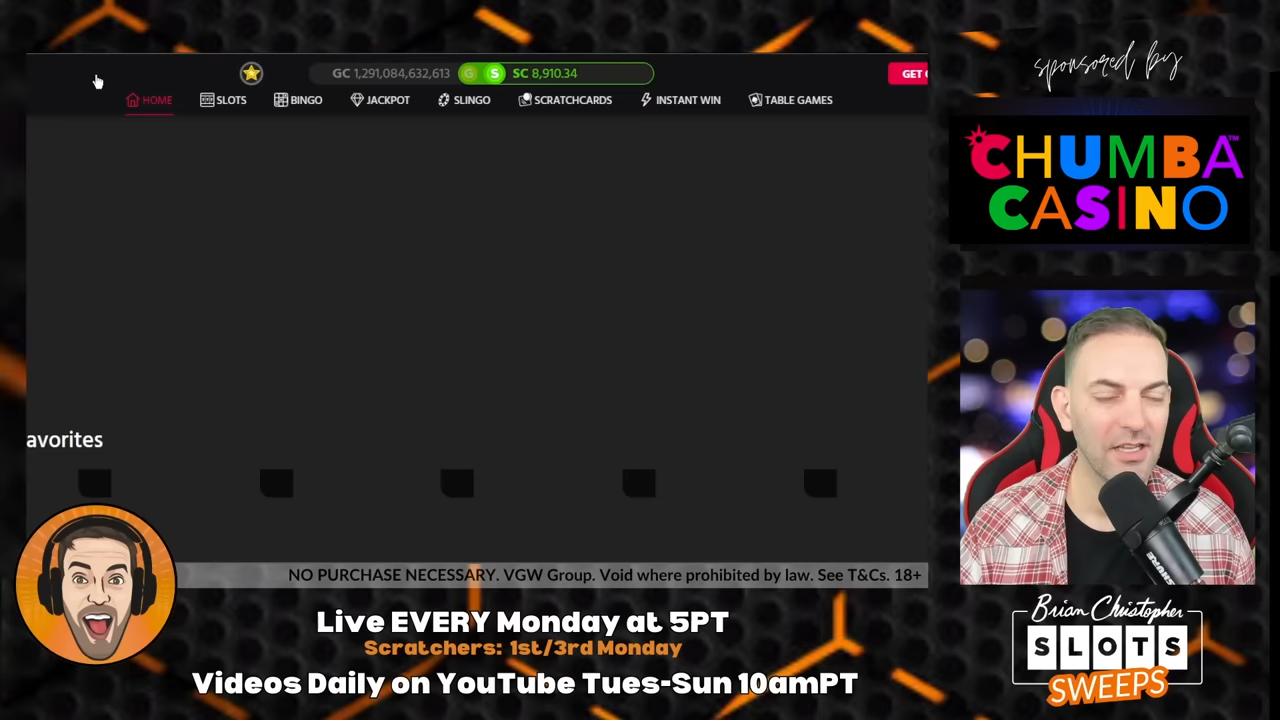 sponsored by
GC 1,291,084,632,613 G S SC 8,910.34
GET
HOME SLOTS BINGO JACKPOT SLINGO SCRATCHCARDS INSTANT WIN TABLE GAMES
CHUMBA™
CASINO
avorites
NO PURCHASE NECESSARY. VGW Group. Void where prohibited by law. See T&Cs. 18+
Live EVERY Monday at 5PT
Scratchers: 1st/3rd Monday
Videos Daily on YouTube Tues-Sun 10amPT
Brian Christopher
SLOTS
SWEEPS